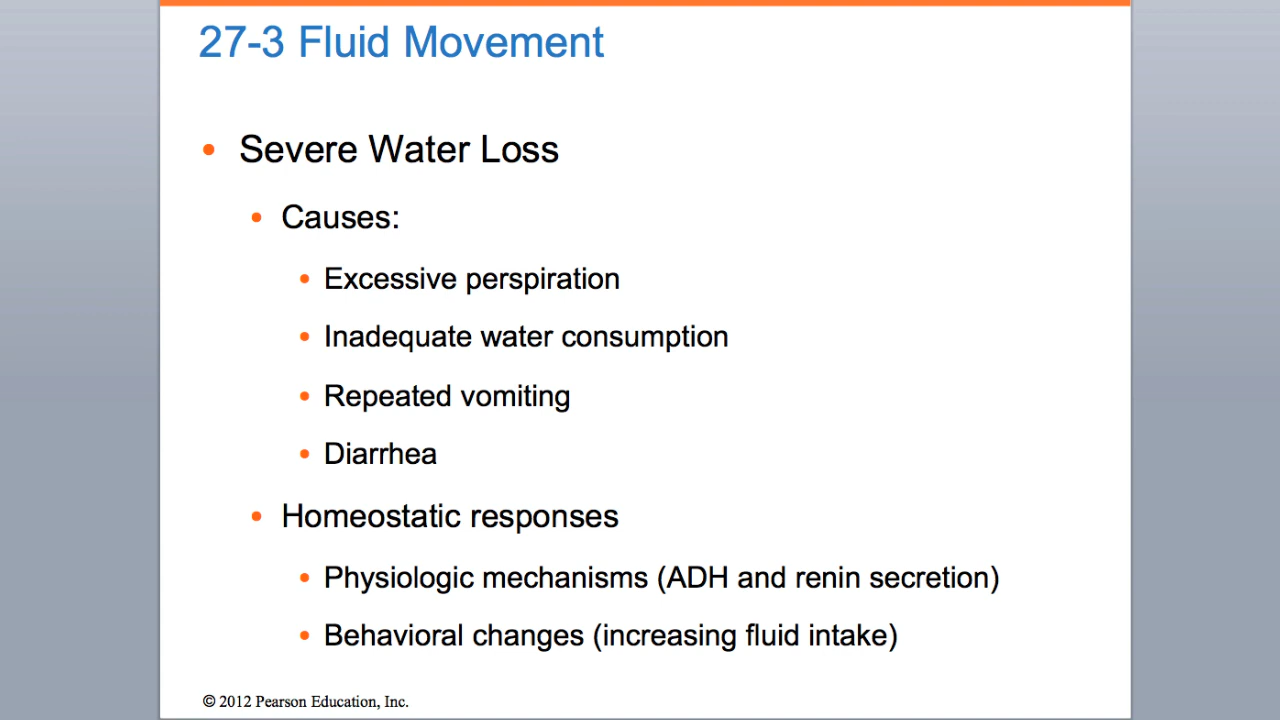 27-3 Fluid Movement
• Severe Water Loss
• Causes:
• Excessive perspiration
• Inadequate water consumption
• Repeated vomiting
• Diarrhea
• Homeostatic responses
• Physiologic mechanisms (ADH and renin secretion)
• Behavioral changes (increasing fluid intake)
© 2012 Pearson Education, Inc.